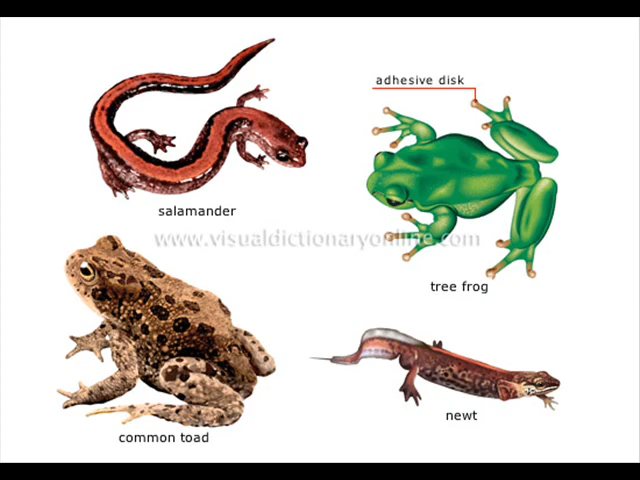 adhesive disk
salamander
www.visualdictionaryonline.com
tree frog
common toad
newt